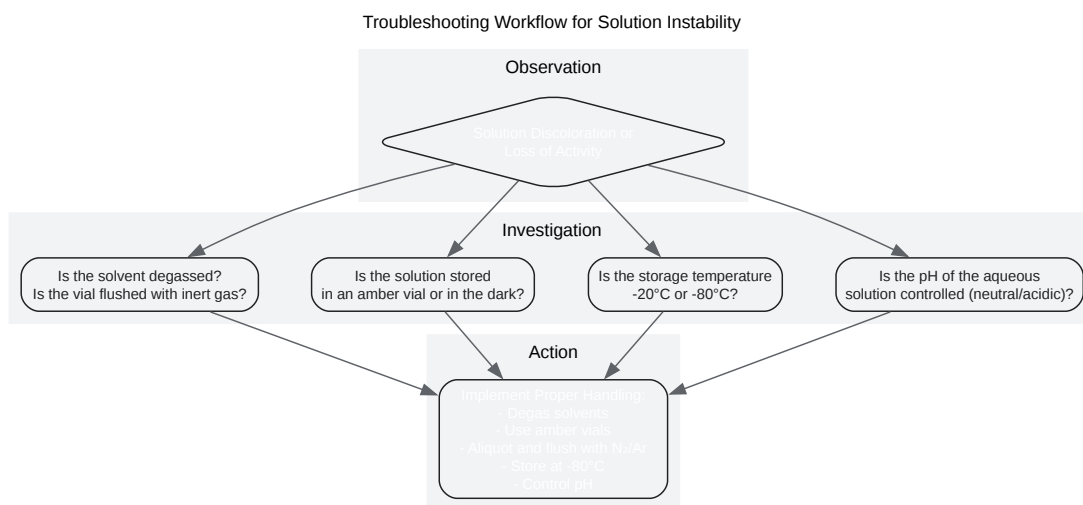 Troubleshooting Workflow for Solution Instability
Observation
Solution Discoloration or
Loss of Activity
Investigation
Is the solvent degassed?
Is the vial flushed with inert gas?
Is the solution stored
in an amber vial or in the dark?
Is the storage temperature
-20°C or -80°C?
Is the pH of the aqueous
solution controlled (neutral/acidic)?
Action
Implement Proper Handling:
- Degas solvents
- Use amber vials
- Aliquot and flush with N₂/Ar
- Store at -80°C
- Control pH